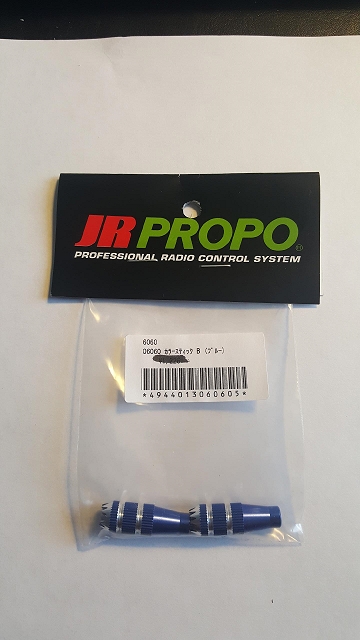 JR PROPO
PROFESSIONAL RADIO CONTROL SYSTEM
6060
06060 ｶﾗｰｽﾃｨｯｸ B (ﾌﾞﾙｰ)
*4944013060605*